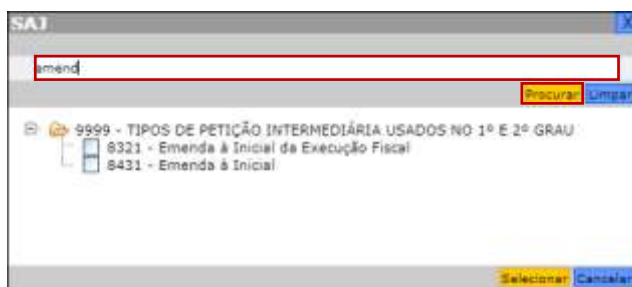 SAJ X
emend
Procurar Limpar
9999 - TIPOS DE PETIÇÃO INTERMEDIÁRIA USADOS NO 1º E 2º GRAU
8321 - Emenda à Inicial da Execução Fiscal
8431 - Emenda à Inicial
Selecionar Cancelar